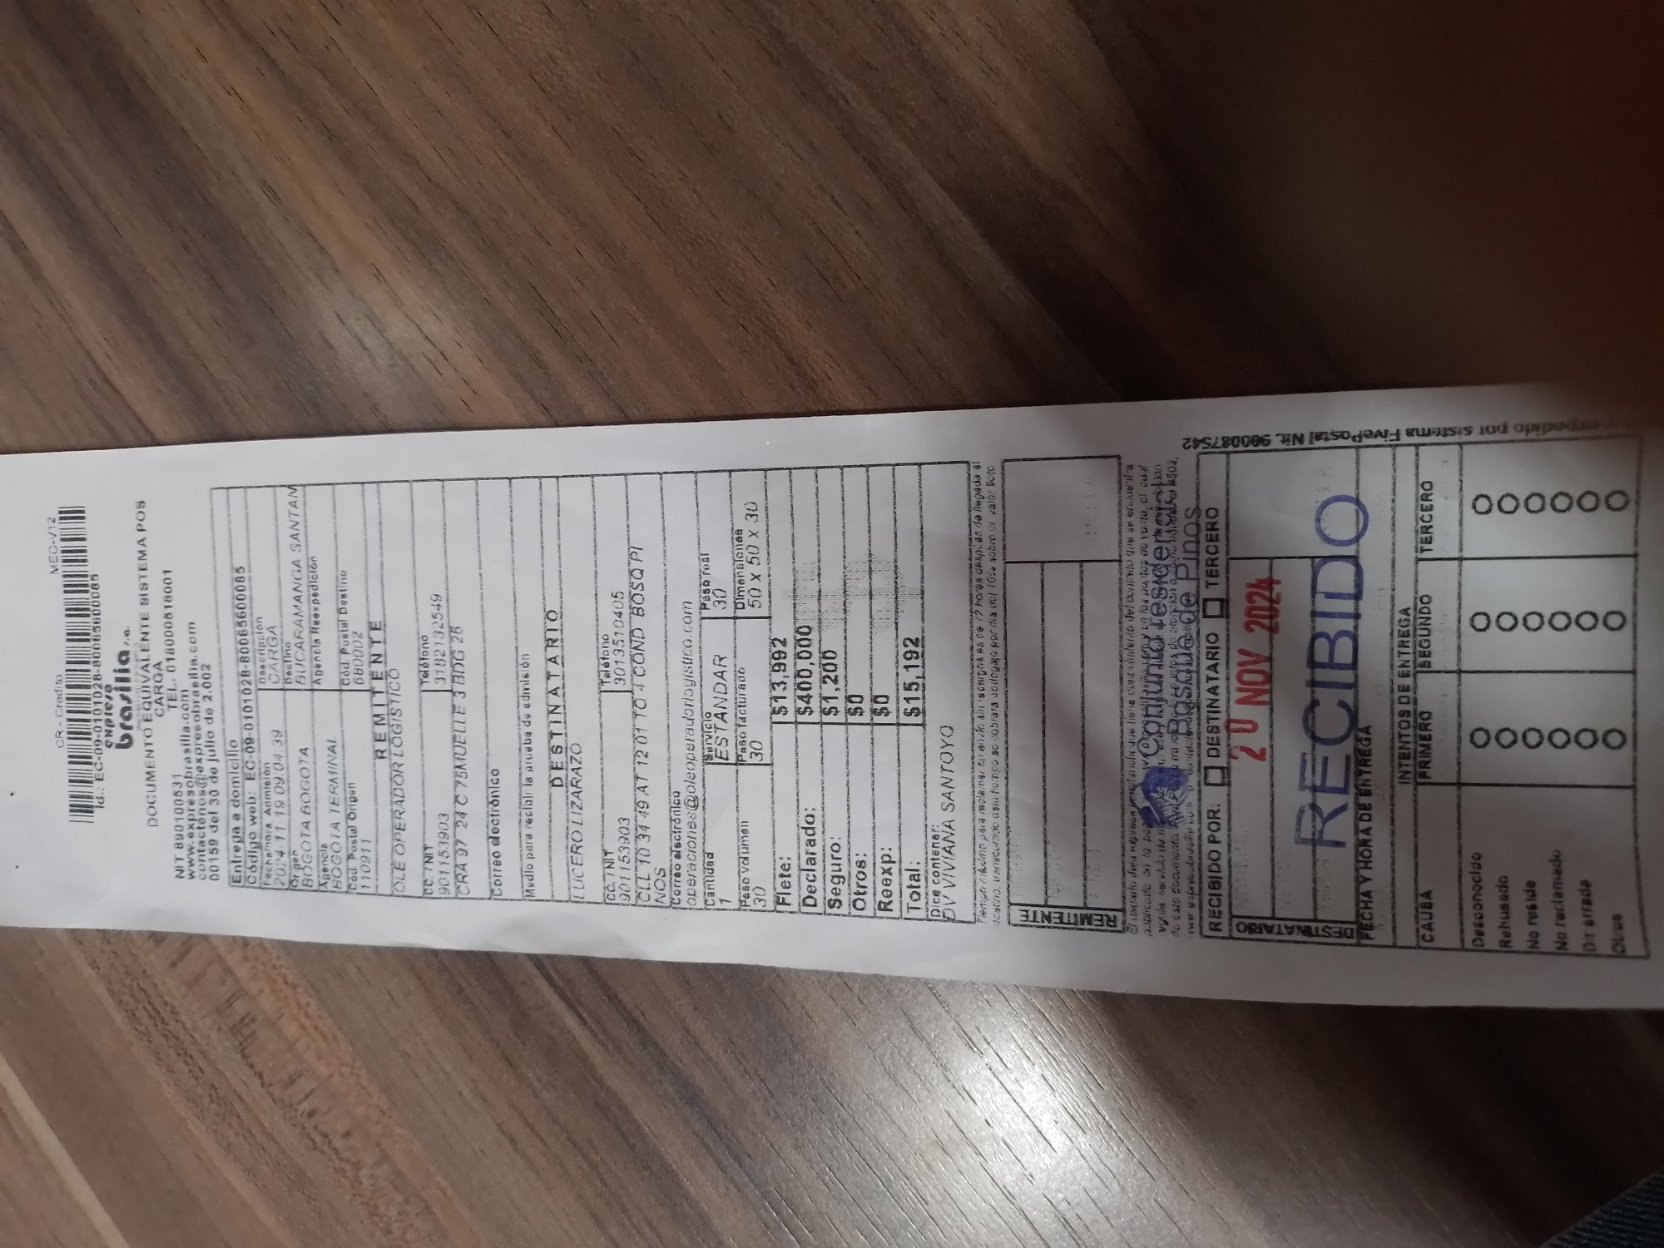 CR - Credito MEC-V12
Id.: EC-09-0101028-80065600085
expreso
brasilia s.a.
DOCUMENTO EQUIVALENTE SISTEMA POS
CARGA
TEL.. 018000518001
NIT 890100531
www.expresobrasilia.com
contactenos@expresobrasilia.com
00159 del 30 de julio de 2.002
Entrega a domicilio
Código web: EC-09-0101028-80065600085
Fecha/hora Admisión Descripción
2024 11 19 09:04:39 CARGA
Origen Destino
BOGOTA BOGOTA BUCARAMANGA SANTAN
Agencia Agencia Reexpedición
BOGOTA TERMINAL
Cód. Postal Origen Cód. Postal Destino
110911 680002
REMITENTE
OLE OPERADOR LOGISTICO
CC. / NIT Teléfono
901153903 3182132549
CRA 97 24 C 75MUELLE 3 BDG 26
Correo electrónico
Medio para recibir la prueba de admisión
DESTINATARIO
LUCERO LIZARAZO
CC. / NIT Teléfono
901153903 3013510405
CLL 10 34 49 AT 12 01 TO 4 COND BOSQ PI
NOS
Correo electrónico
operaciones@oleoperadorlogistico.com
Cantidad Servicio Peso real
1 ESTANDAR 30
Peso volumen Peso facturado Dimensiones
30 30 50 x 50 x 30
Flete: $13,992
Declarado: $400,000
Seguro: $1,200
Otros: $0
Reexp: $0
Total: $15,192
Dice contener:
DV VIVIANA SANTOYO
REMITENTE
Conjunto residencial
Bosque de Pinos
RECIBIDO POR: DESTINATARIO TERCERO
DESTINATARIO
20 NOV 2024
RECIBIDO
FECHA Y HORA DE ENTREGA
INTENTOS DE ENTREGA
CAUSA PRIMERO SEGUNDO TERCERO
Desconocido
Rehusado
No reside
No reclamado
Dir errada
Otros
expedido por sistema FivePostal Nit. 900087542